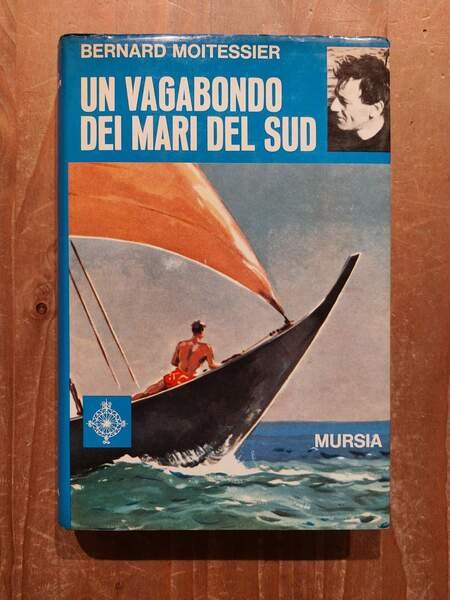 BERNARD MOITESSIER
UN VAGABONDO
DEI MARI DEL SUD
MURSIA